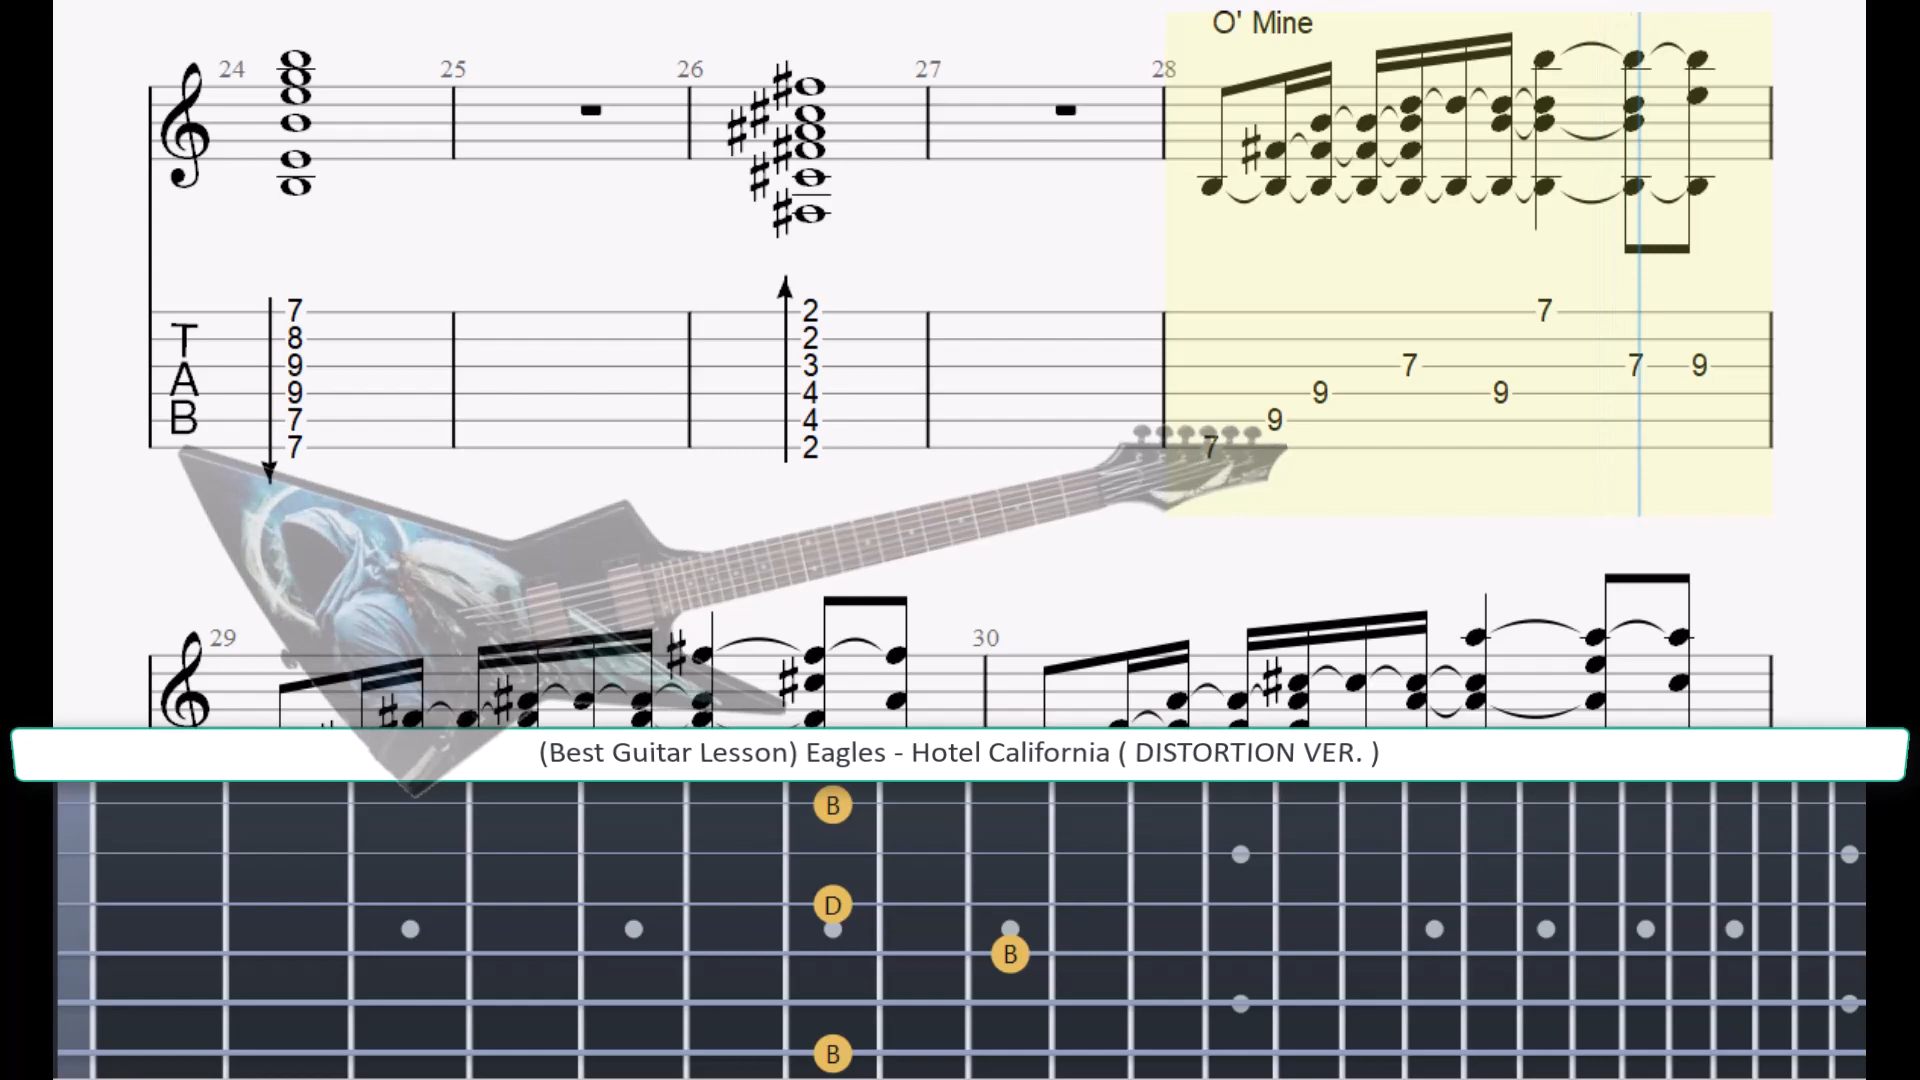 O' Mine
24 25 26 27 28
T
A
B
7 2 7
8 2
9 3 7 7 9
9 4 9 9
7 4 9
7 2 7
29 30
(Best Guitar Lesson) Eagles - Hotel California ( DISTORTION VER. )
B
D
B
B